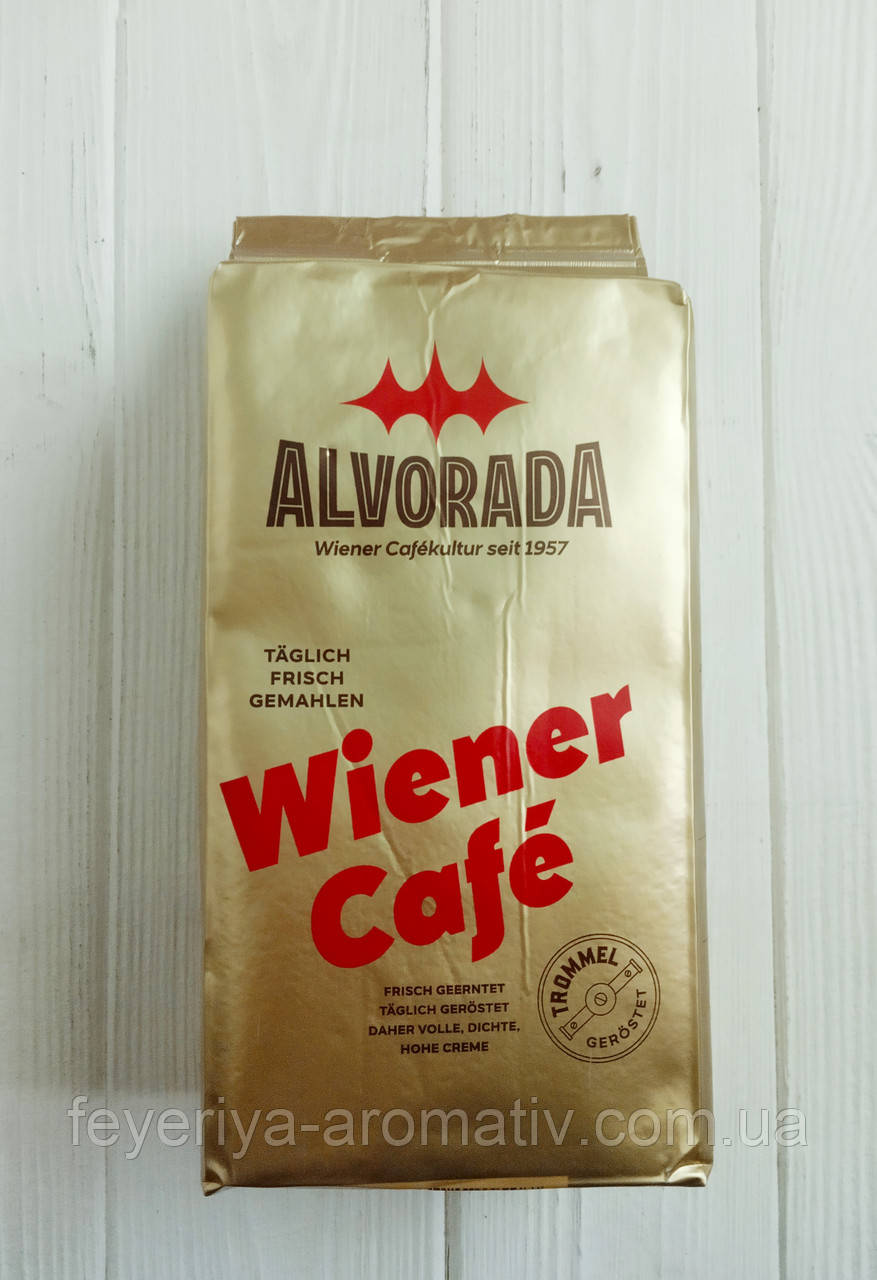 ALVORADA
Wiener Cafékultur seit 1957
TÄGLICH
FRISCH
GEMAHLEN
Wiener
Café
FRISCH GEERNTET
TÄGLICH GERÖSTET
DAHER VOLLE, DICHTE,
HOHE CREME
TROMMEL
GERÖSTET
feyeriya-aromativ.com.ua